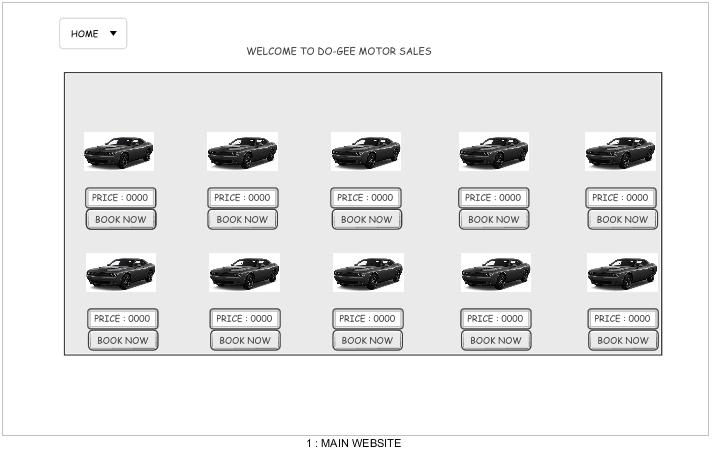 HOME
WELCOME TO DO-GEE MOTOR SALES
PRICE : 0000 PRICE : 0000 PRICE : 0000 PRICE : 0000 PRICE : 0000
BOOK NOW BOOK NOW BOOK NOW BOOK NOW BOOK NOW
PRICE : 0000 PRICE : 0000 PRICE : 0000 PRICE : 0000 PRICE : 0000
BOOK NOW BOOK NOW BOOK NOW BOOK NOW BOOK NOW
1 : MAIN WEBSITE